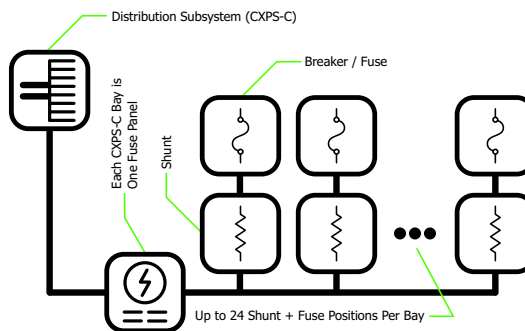 Distribution Subsystem (CXPS-C)
Breaker / Fuse
Each CXPS-C Bay is
One Fuse Panel
Shunt
Up to 24 Shunt + Fuse Positions Per Bay